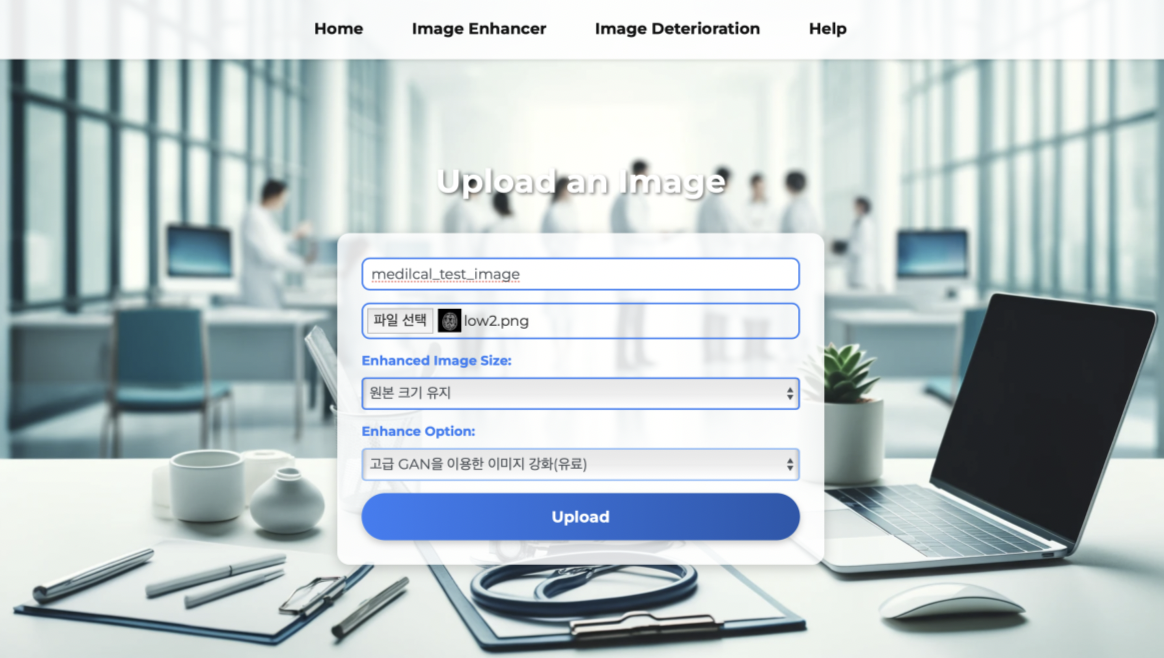 Home Image Enhancer Image Deterioration Help
Upload an Image
medilcal_test_image
파일 선택 low2.png
Enhanced Image Size:
원본 크기 유지
Enhance Option:
고급 GAN을 이용한 이미지 강화(유료)
Upload